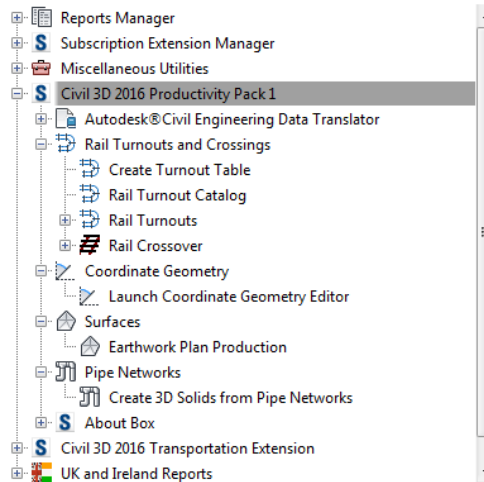 Reports Manager
Subscription Extension Manager
Miscellaneous Utilities
Civil 3D 2016 Productivity Pack 1
Autodesk®Civil Engineering Data Translator
Rail Turnouts and Crossings
Create Turnout Table
Rail Turnout Catalog
Rail Turnouts
Rail Crossover
Coordinate Geometry
Launch Coordinate Geometry Editor
Surfaces
Earthwork Plan Production
Pipe Networks
Create 3D Solids from Pipe Networks
About Box
Civil 3D 2016 Transportation Extension
UK and Ireland Reports